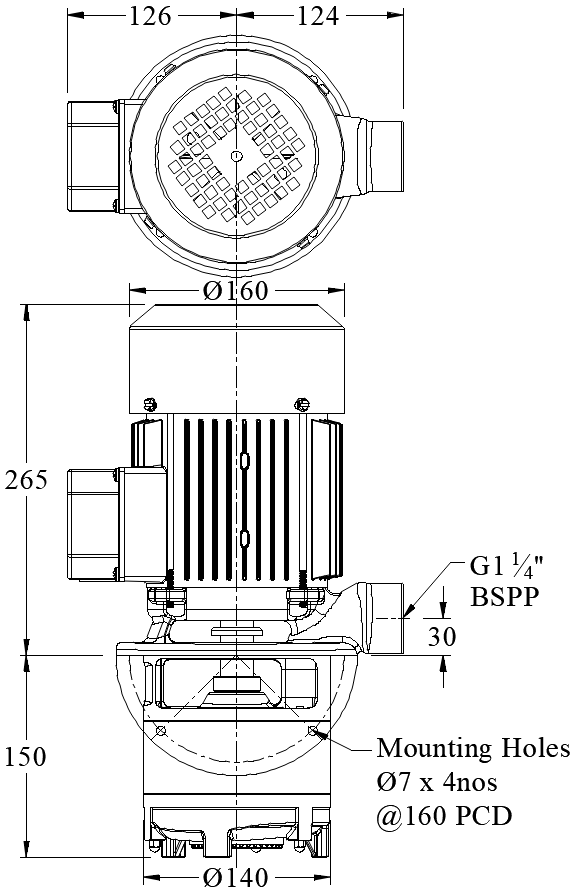 126
124
Ø160
265
G1 ¼"
BSPP
30
150
Mounting Holes
Ø7 x 4nos
@160 PCD
Ø140